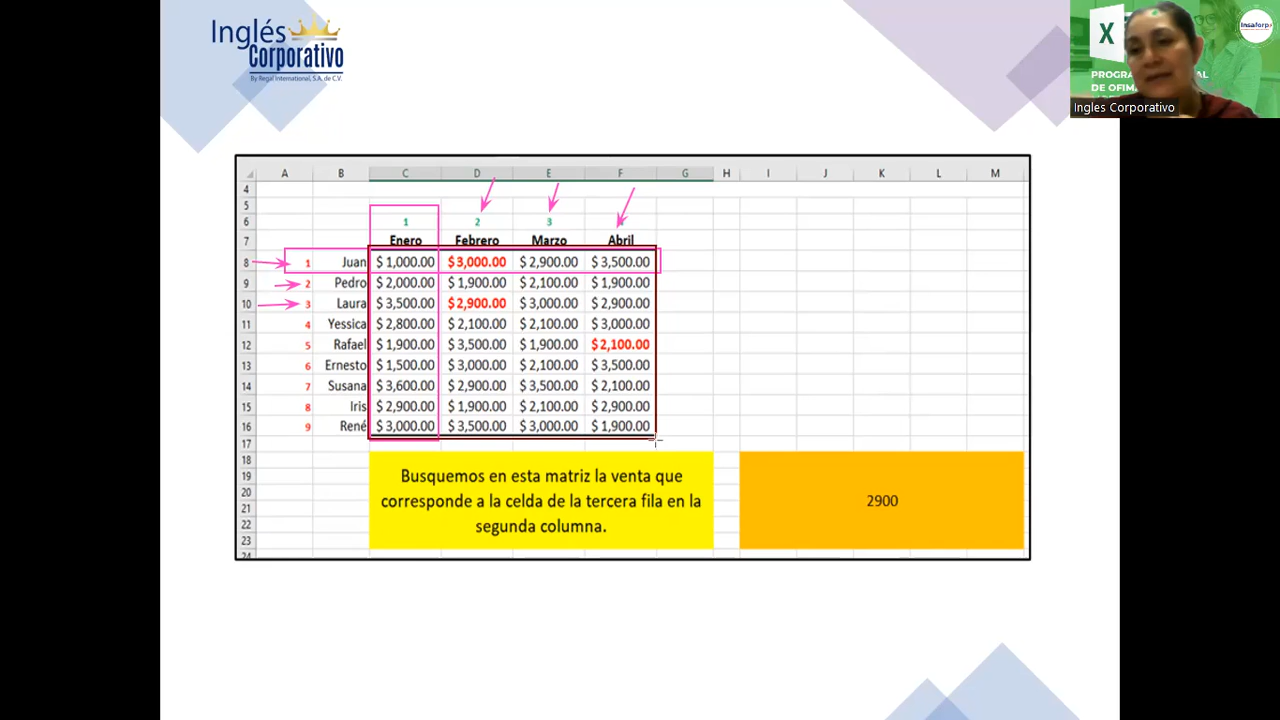 Inglés
Corporativo
By Regal International, S.A. de C.V.
X
Insaforp
PROGRA AL
DE OFIM
Ingles Corporativo
A B C D E F G H I J K L M
4
5
6 1 2 3
7 Enero Febrero Marzo Abril
8 1 Juan $ 1,000.00 $ 3,000.00 $ 2,900.00 $ 3,500.00
9 2 Pedro $ 2,000.00 $ 1,900.00 $ 2,100.00 $ 1,900.00
10 3 Laura $ 3,500.00 $ 2,900.00 $ 3,000.00 $ 2,900.00
11 4 Yessica $ 2,800.00 $ 2,100.00 $ 2,100.00 $ 3,000.00
12 5 Rafael $ 1,900.00 $ 3,500.00 $ 1,900.00 $ 2,100.00
13 6 Ernesto $ 1,500.00 $ 3,000.00 $ 2,100.00 $ 3,500.00
14 7 Susana $ 3,600.00 $ 2,900.00 $ 3,500.00 $ 2,100.00
15 8 Iris $ 2,900.00 $ 1,900.00 $ 2,100.00 $ 2,900.00
16 9 René $ 3,000.00 $ 3,500.00 $ 3,000.00 $ 1,900.00
17
18
19
20
21
22
23
24
Busquemos en esta matriz la venta que
corresponde a la celda de la tercera fila en la
segunda columna.
2900